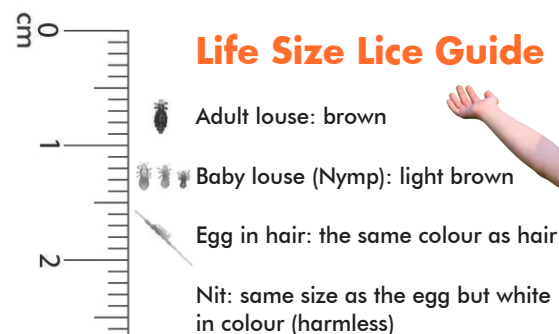 cm
0
Life Size Lice Guide
Adult louse: brown
1
Baby louse (Nymp): light brown
Egg in hair: the same colour as hair
2
Nit: same size as the egg but white
in colour (harmless)